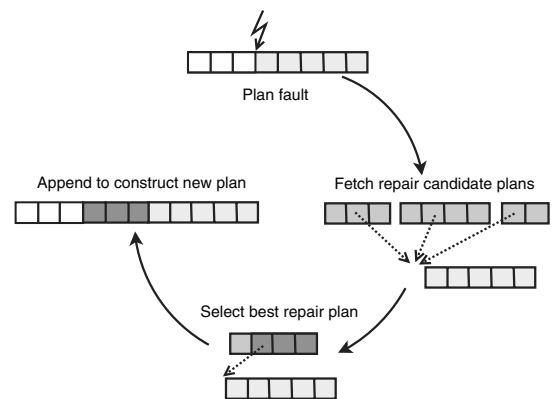 Plan fault
Append to construct new plan
Fetch repair candidate plans
Select best repair plan